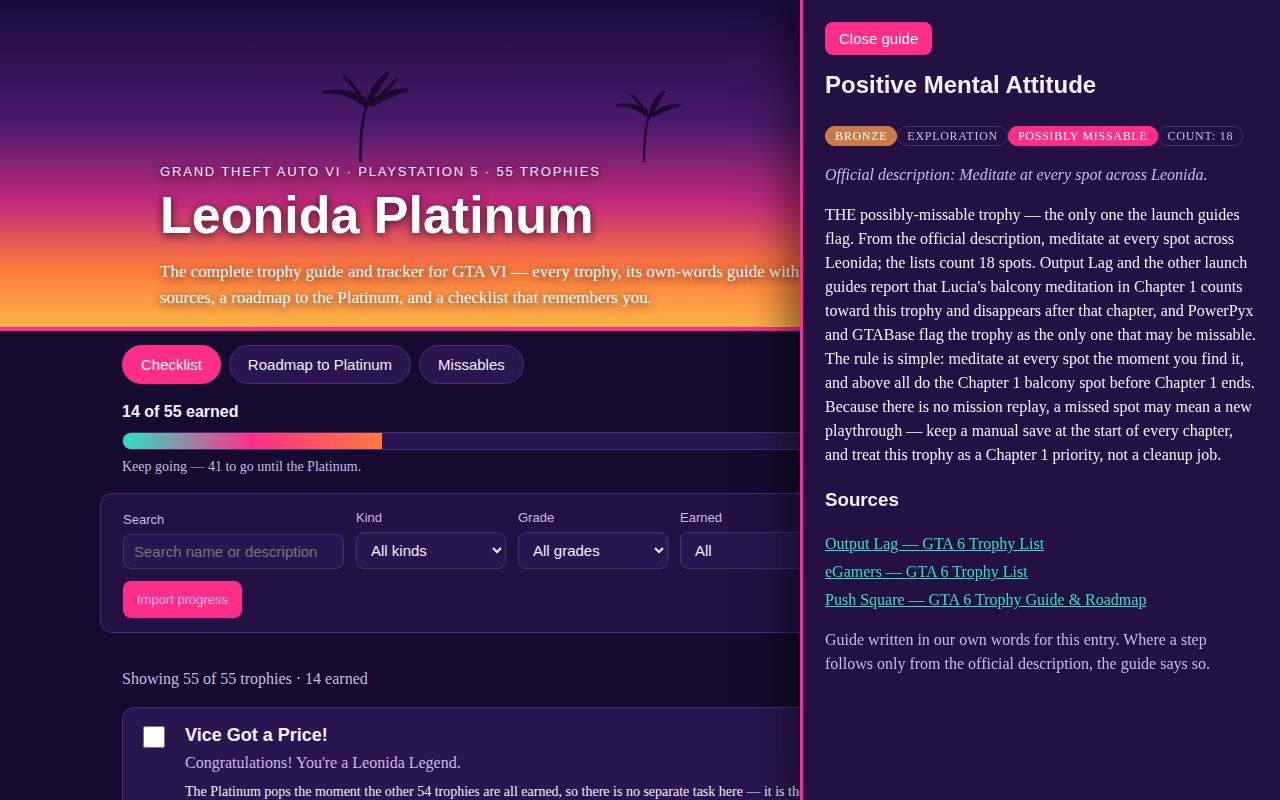 GRAND THEFT AUTO VI · PLAYSTATION 5 · 55 TROPHIES
Leonida Platinum
The complete trophy guide and tracker for GTA VI — every trophy, its own-words guide with
sources, a roadmap to the Platinum, and a checklist that remembers you.
Checklist
Roadmap to Platinum
Missables
14 of 55 earned
Keep going — 41 to go until the Platinum.
Search
Kind
Grade
Earned
Search name or description
All kinds
All grades
All
Import progress
Showing 55 of 55 trophies · 14 earned
Vice Got a Price!
Congratulations! You're a Leonida Legend.
The Platinum pops the moment the other 54 trophies are all earned, so there is no separate task here — it is
Close guide
Positive Mental Attitude
BRONZE
EXPLORATION
POSSIBLY MISSABLE
COUNT: 18
Official description: Meditate at every spot across Leonida.
THE possibly-missable trophy — the only one the launch guides
flag. From the official description, meditate at every spot across
Leonida; the lists count 18 spots. Output Lag and the other launch
guides report that Lucia's balcony meditation in Chapter 1 counts
toward this trophy and disappears after that chapter, and PowerPyx
and GTABase flag the trophy as the only one that may be missable.
The rule is simple: meditate at every spot the moment you find it,
and above all do the Chapter 1 balcony spot before Chapter 1 ends.
Because there is no mission replay, a missed spot may mean a new
playthrough — keep a manual save at the start of every chapter,
and treat this trophy as a Chapter 1 priority, not a cleanup job.
Sources
Output Lag — GTA 6 Trophy List
eGamers — GTA 6 Trophy List
Push Square — GTA 6 Trophy Guide & Roadmap
Guide written in our own words for this entry. Where a step
follows only from the official description, the guide says so.